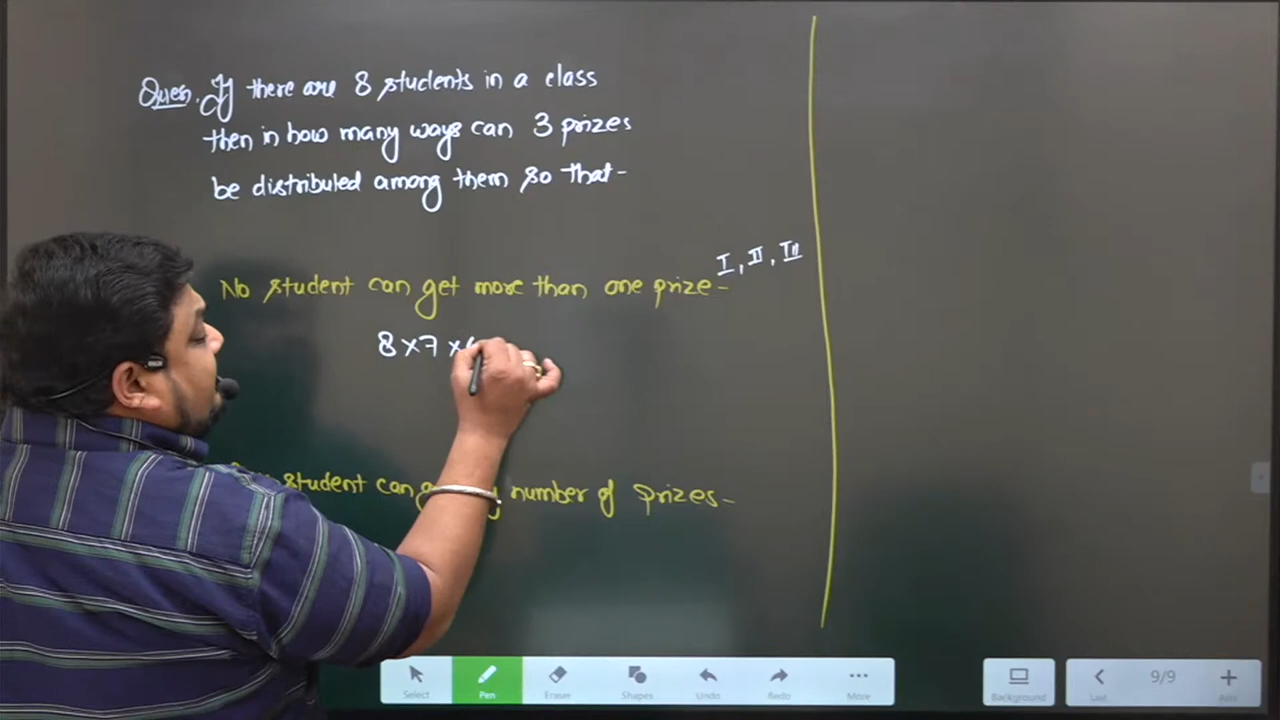 Ques. If there are 8 students in a class
then in how many ways can 3 prizes
be distributed among them so that-
I, II, III
No student can get more than one prize-
8×7×
student can number of prizes-
Select
Pen
Eraser
Shapes
Undo
Redo
More
Background
Last
9/9